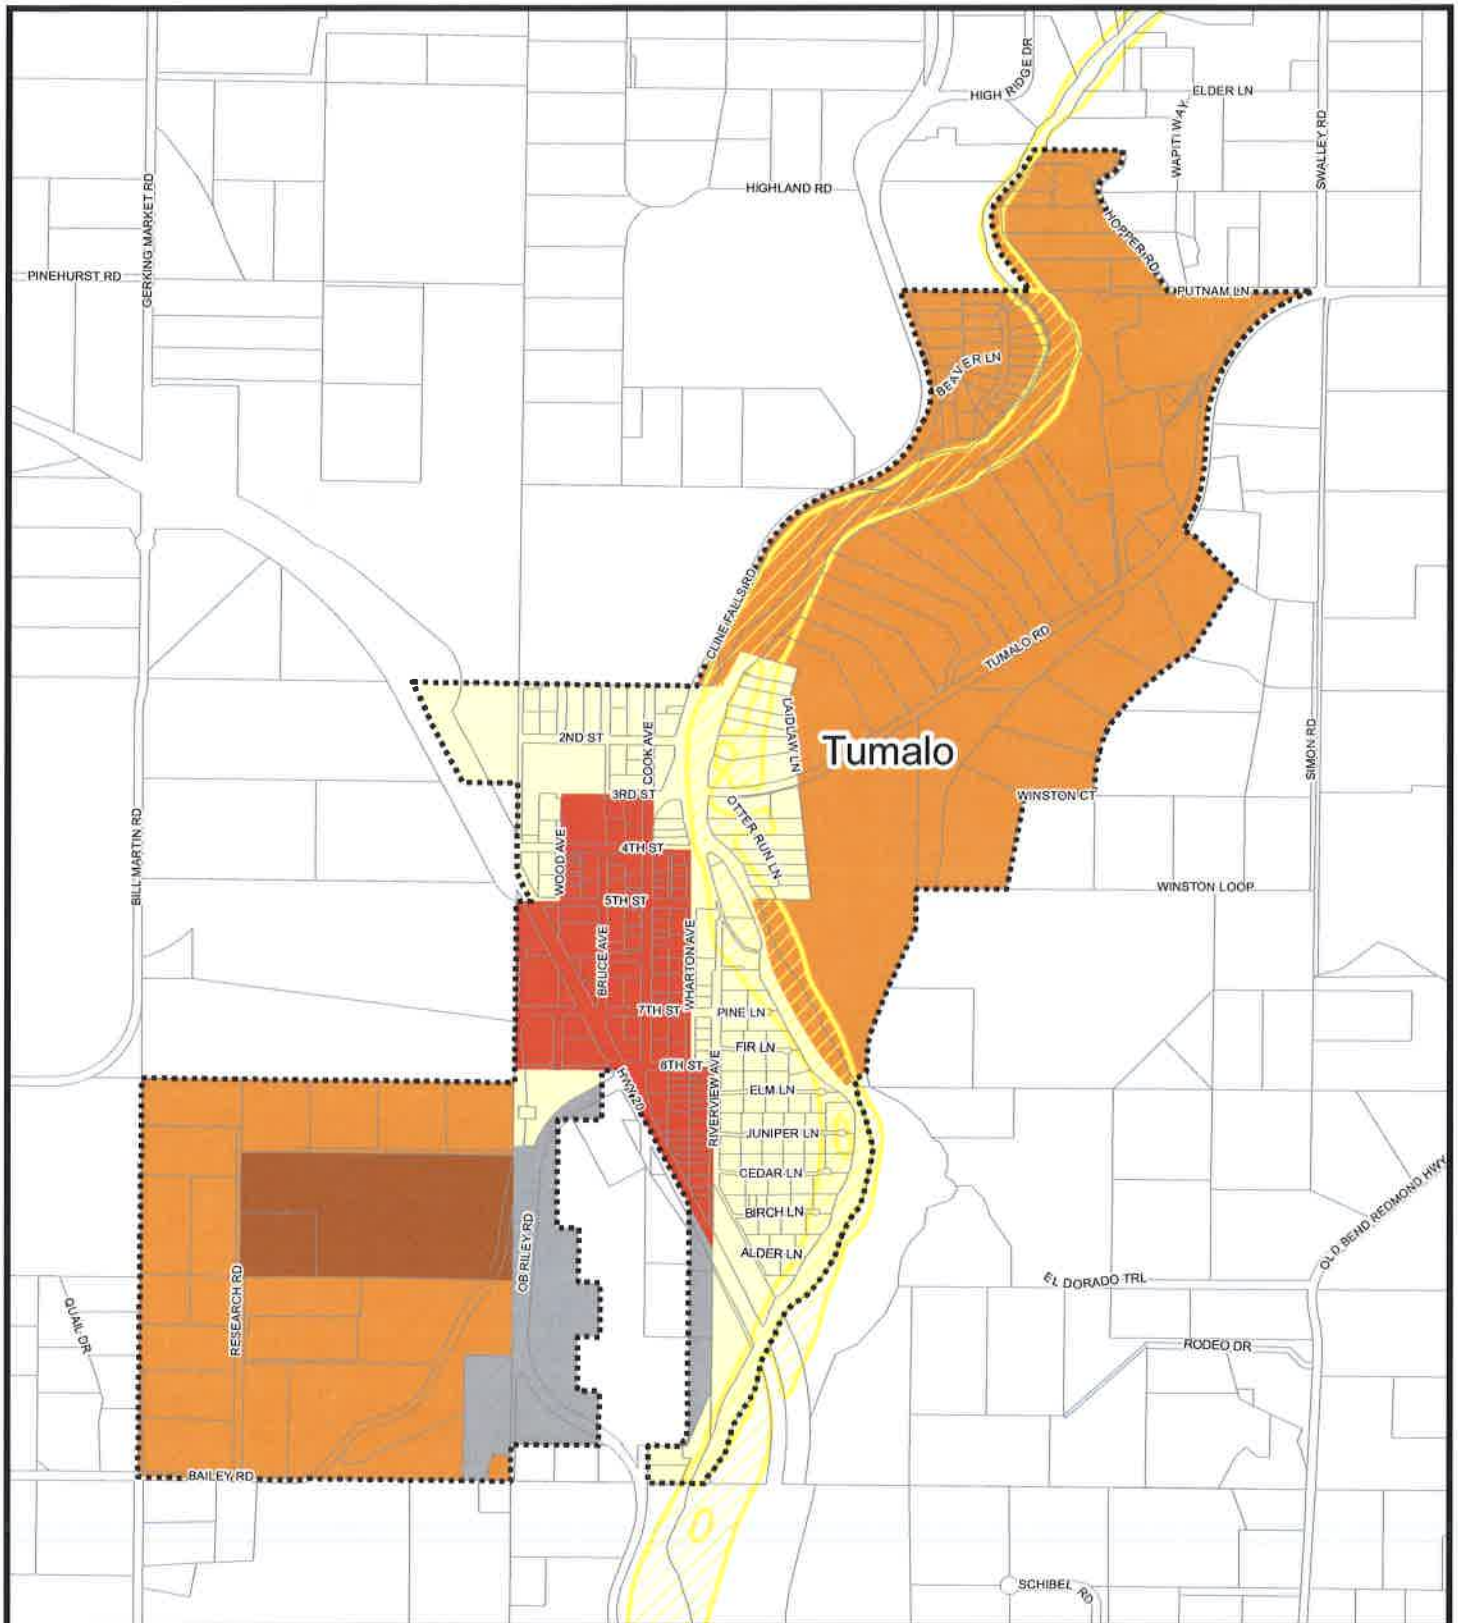 HIGH RIDGE DR
ELDER LN
WAPITI WAY
SWALLEY RD
HIGHLAND RD
GERKING MARKET RD
HOPPER RD
PINEHURST RD
PUTNAM LN
BEAVER LN
CLINE FALLS RD
TUMALO RD
LAIDLAW LN
2ND ST
COOK AVE
Tumalo
SIMON RD
3RD ST
WINSTON CT
OTTER RUN LN
BILL MARTIN RD
WOOD AVE
4TH ST
WINSTON LOOP
5TH ST
BRUCE AVE
WHARTON AVE
7TH ST
PINE LN
FIR LN
8TH ST
HWY 20
RIVERVIEW AVE
ELM LN
JUNIPER LN
CEDAR LN
BIRCH LN
OLD BEND REDMOND HWY
OB RILEY RD
ALDER LN
EL DORADO TRL
QUAIL DR
RESEARCH RD
RODEO DR
BAILEY RD
SCHIBEL RD